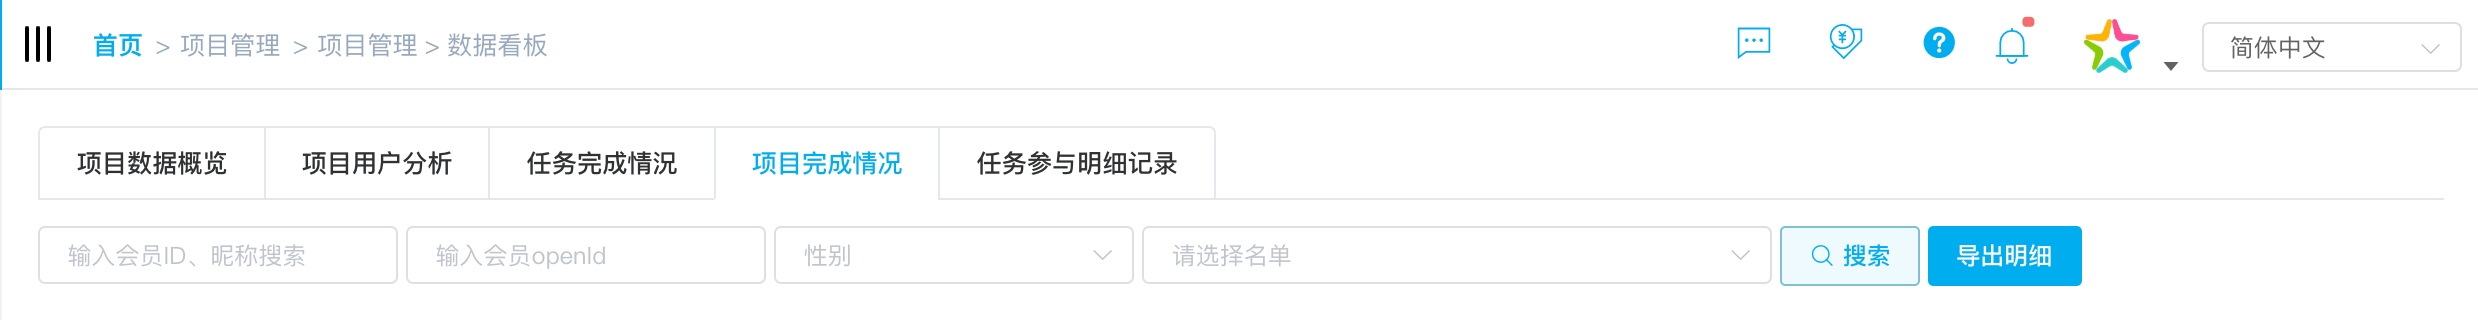 首页 > 项目管理 > 项目管理 > 数据看板 简体中文
项目数据概览 项目用户分析 任务完成情况 项目完成情况 任务参与明细记录
输入会员ID、昵称搜索 输入会员openId 性别 请选择名单 搜索 导出明细